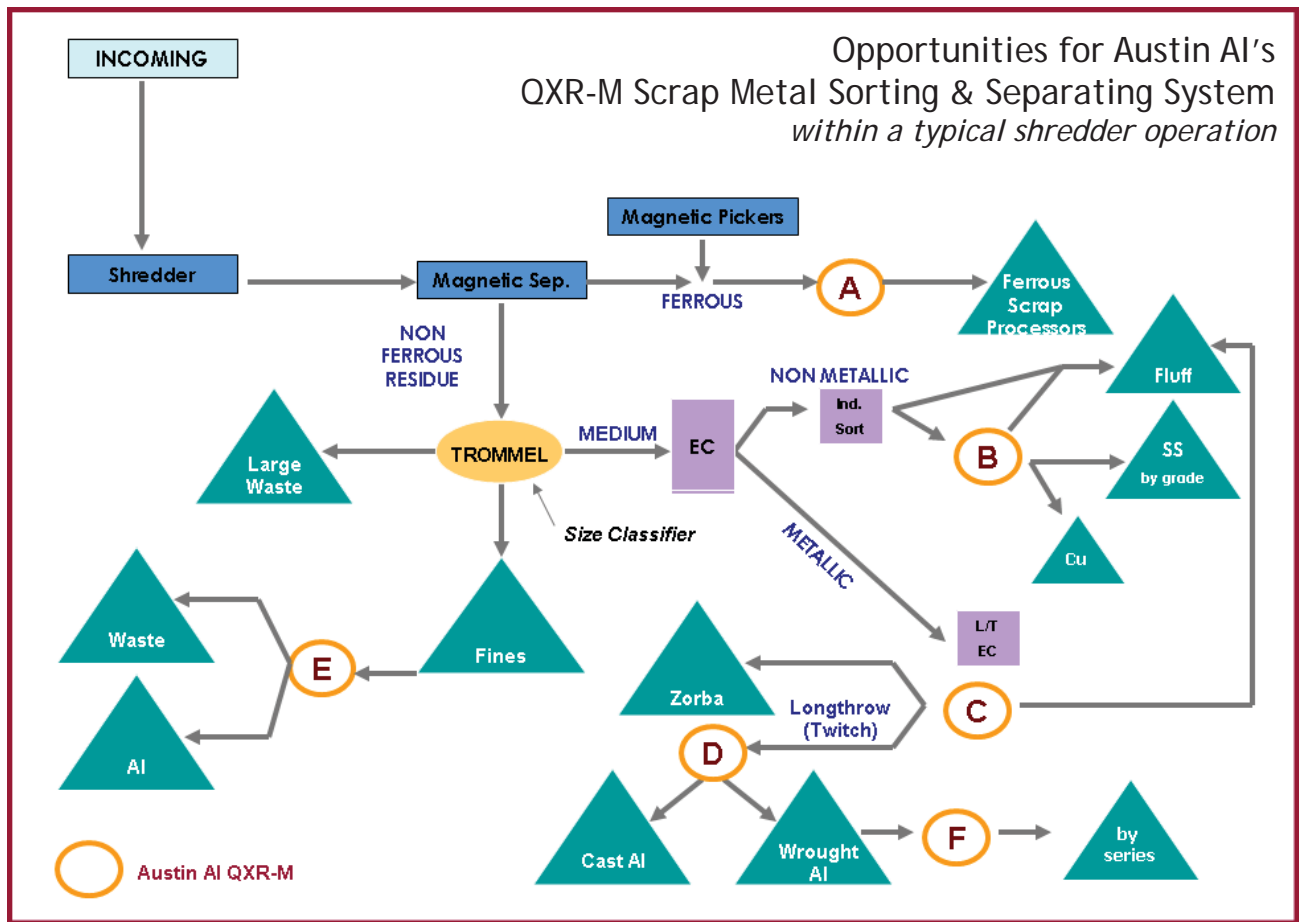 Opportunities for Austin AI's
QXR-M Scrap Metal Sorting & Separating System
within a typical shredder operation
INCOMING
Magnetic Pickers
Shredder
Magnetic Sep.
FERROUS
A
Ferrous
Scrap
Processors
NON
FERROUS
RESIDUE
NON METALLIC
Fluff
Ind.
Sort
Large
Waste
TROMMEL
MEDIUM
EC
B
SS
by grade
Size Classifier
Cu
METALLIC
Waste
E
Fines
L/T
EC
Zorba
Longthrow
(Twitch)
C
Al
D
Cast Al
Wrought
Al
F
by
series
Austin AI QXR-M